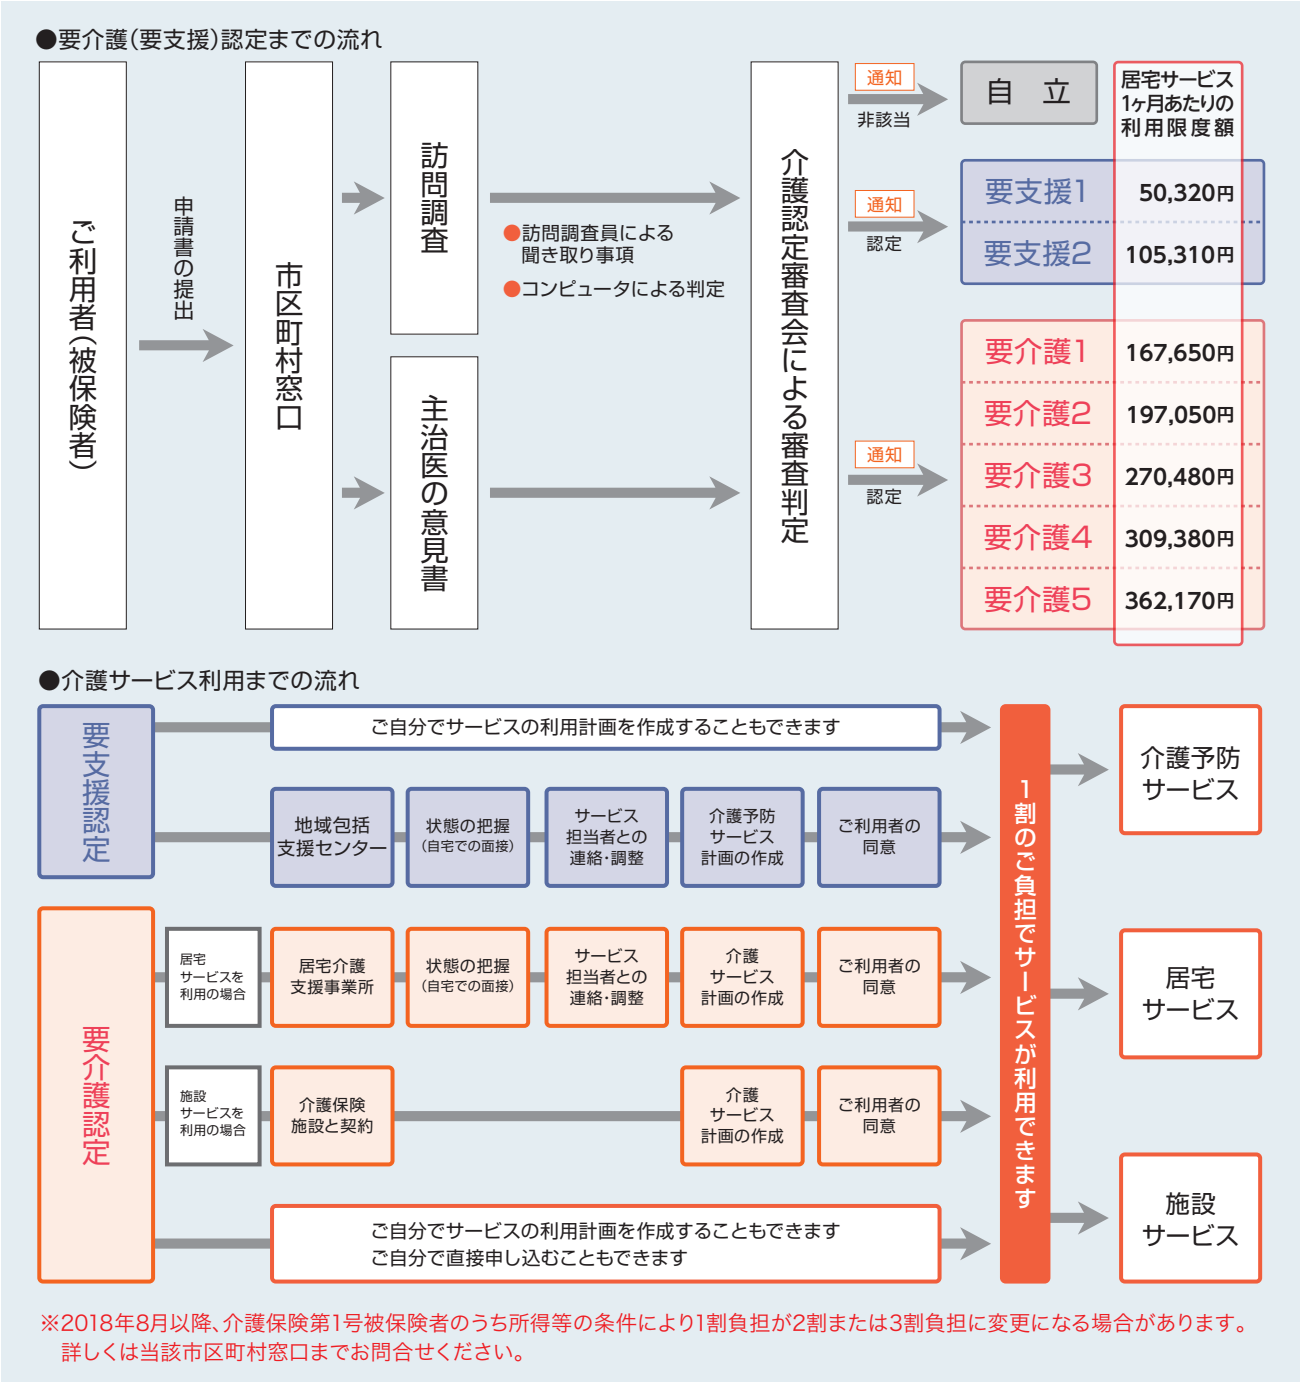 ●要介護(要支援)認定までの流れ
ご利用者(被保険者)
申請書の提出
市区町村窓口
訪問調査
主治医の意見書
●訪問調査員による
聞き取り事項
●コンピュータによる判定
介護認定審査会による審査判定
通知
非該当
自 立
居宅サービス
1ヶ月あたりの
利用限度額
通知
認定
要支援1 50,320円
要支援2 105,310円
通知
認定
要介護1 167,650円
要介護2 197,050円
要介護3 270,480円
要介護4 309,380円
要介護5 362,170円
●介護サービス利用までの流れ
要支援認定
ご自分でサービスの利用計画を作成することもできます
地域包括
支援センター
状態の把握
(自宅での面接)
サービス
担当者との
連絡・調整
介護予防
サービス
計画の作成
ご利用者の
同意
要介護認定
居宅
サービスを
利用の場合
居宅介護
支援事業所
状態の把握
(自宅での面接)
サービス
担当者との
連絡・調整
介護
サービス
計画の作成
ご利用者の
同意
施設
サービスを
利用の場合
介護保険
施設と契約
介護
サービス
計画の作成
ご利用者の
同意
ご自分でサービスの利用計画を作成することもできます
ご自分で直接申し込むこともできます
1割のご負担でサービスが利用できます
介護予防
サービス
居宅
サービス
施設
サービス
※2018年8月以降、介護保険第1号被保険者のうち所得等の条件により1割負担が2割または3割負担に変更になる場合があります。
詳しくは当該市区町村窓口までお問合せください。